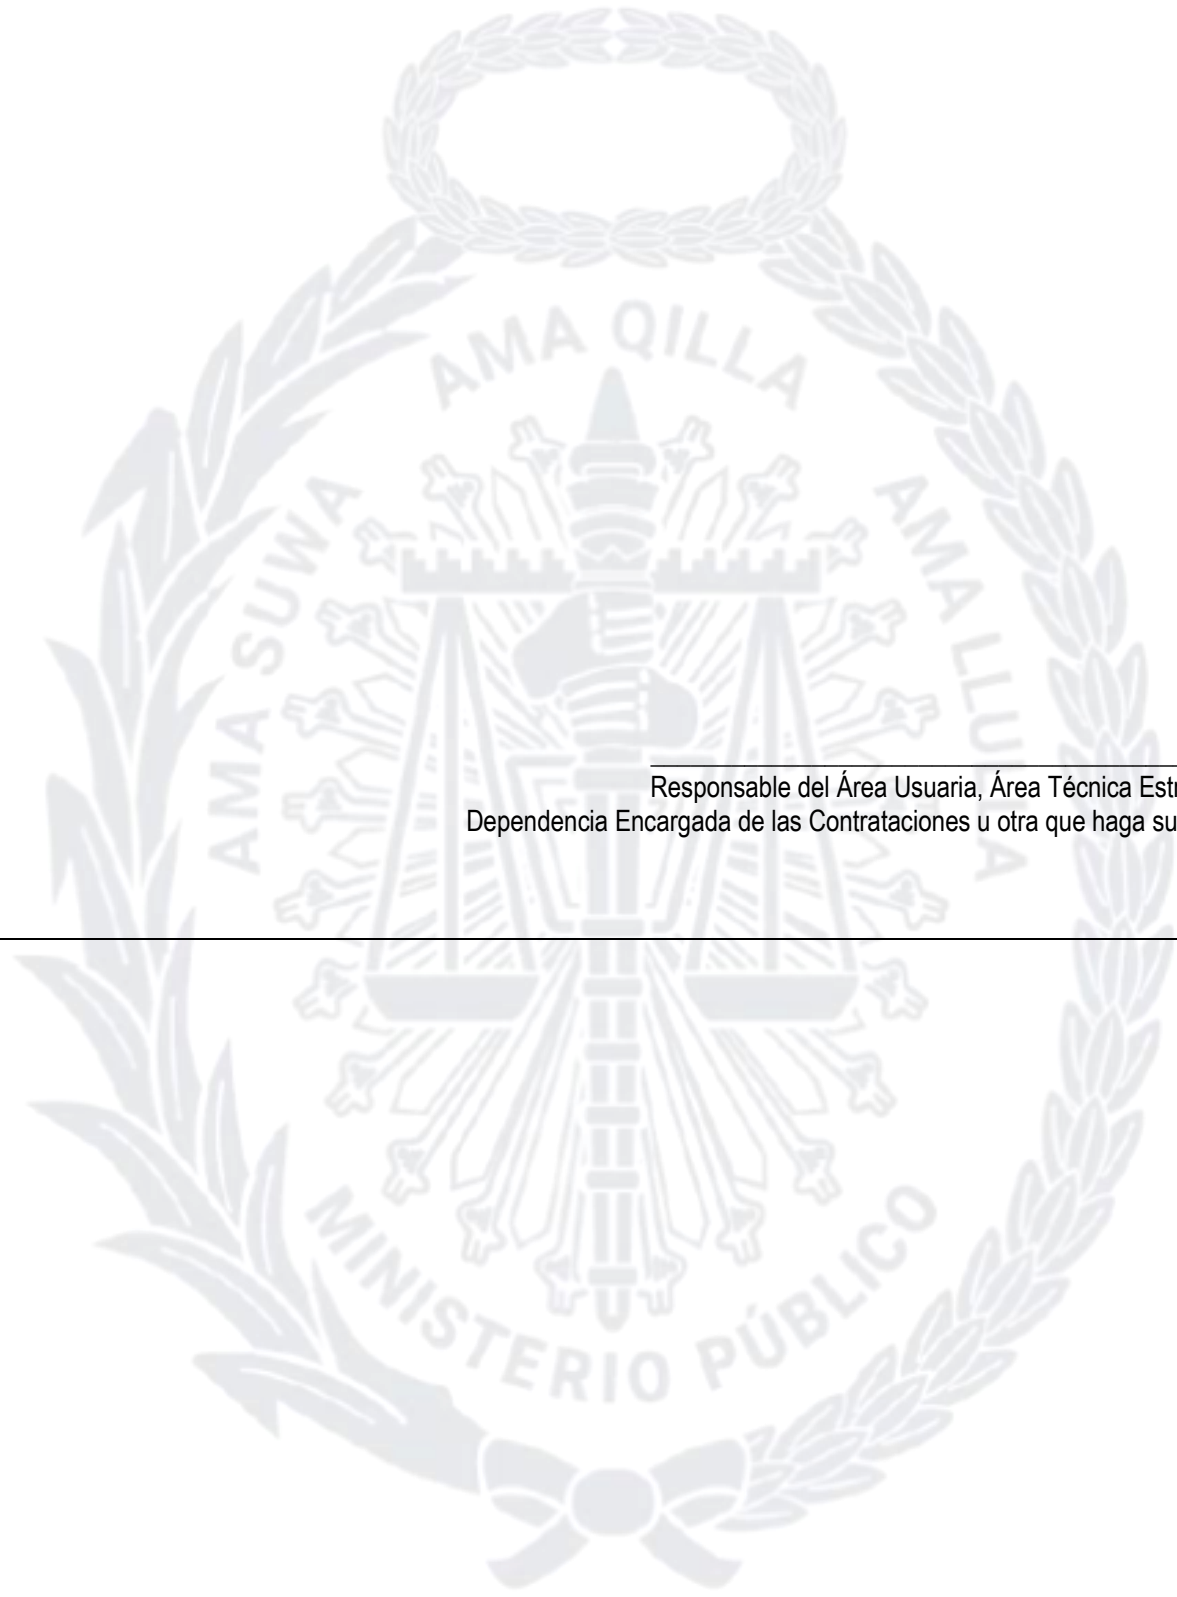 AMA QILLA
AMA SUWA
AMA LLULLA
MINISTERIO PÚBLICO
Responsable del Área Usuaria, Área Técnica
Dependencia Encargada de las Contrataciones u otra que haga su